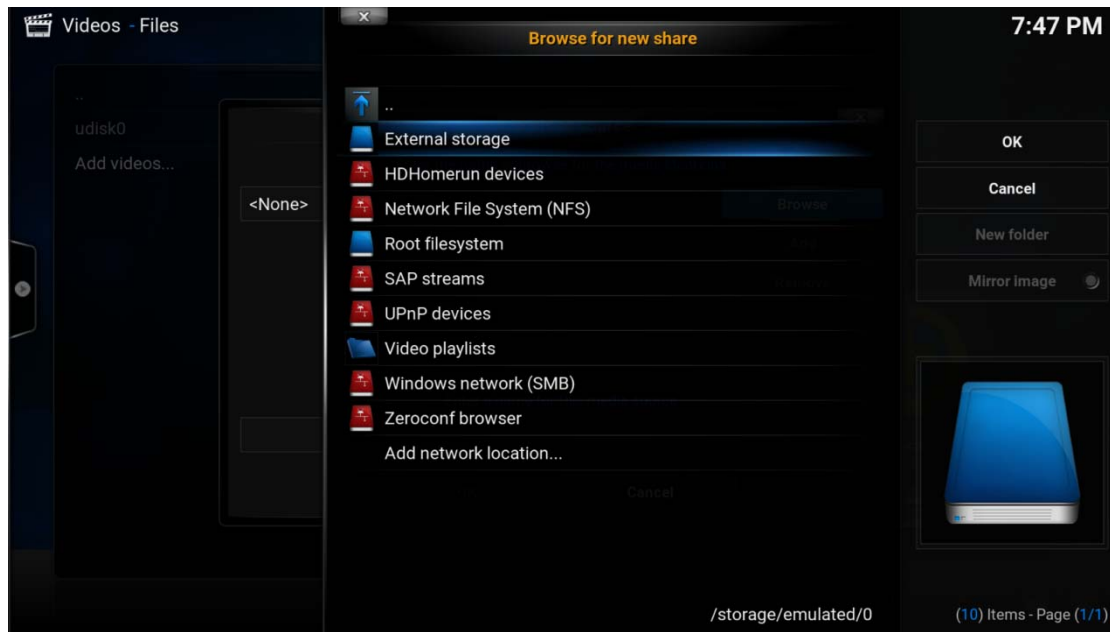 Videos - Files
Browse for new share
7:47 PM
..
..
udisk0
Add videos...
<None>
External storage
HDHomerun devices
Network File System (NFS)
Root filesystem
SAP streams
UPnP devices
Video playlists
Windows network (SMB)
Zeroconf browser
Add network location...
Browse
Cancel
OK
Cancel
New folder
Mirror image
/storage/emulated/0
(10) Items - Page (1/1)